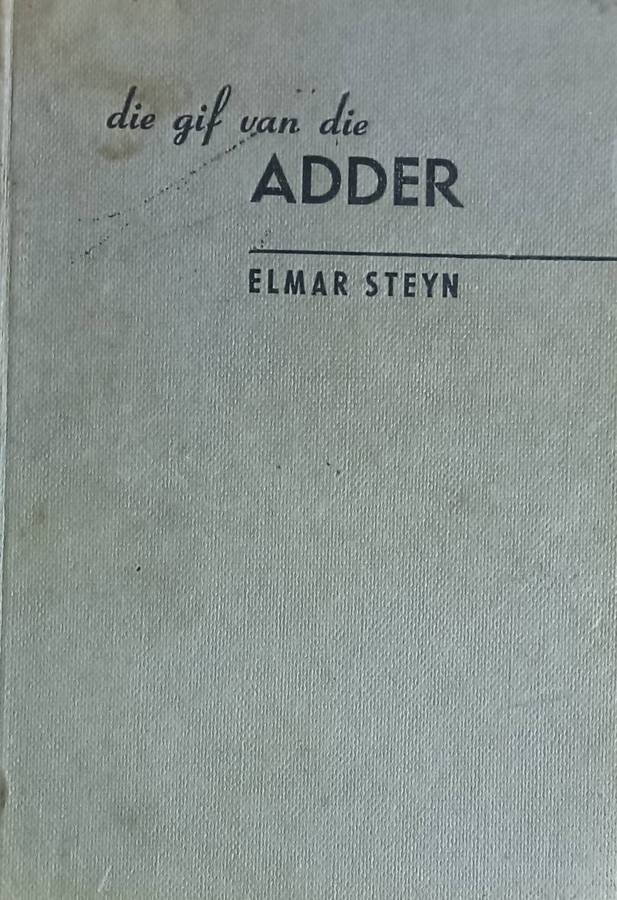 die gif van die
ADDER
ELMAR STEYN